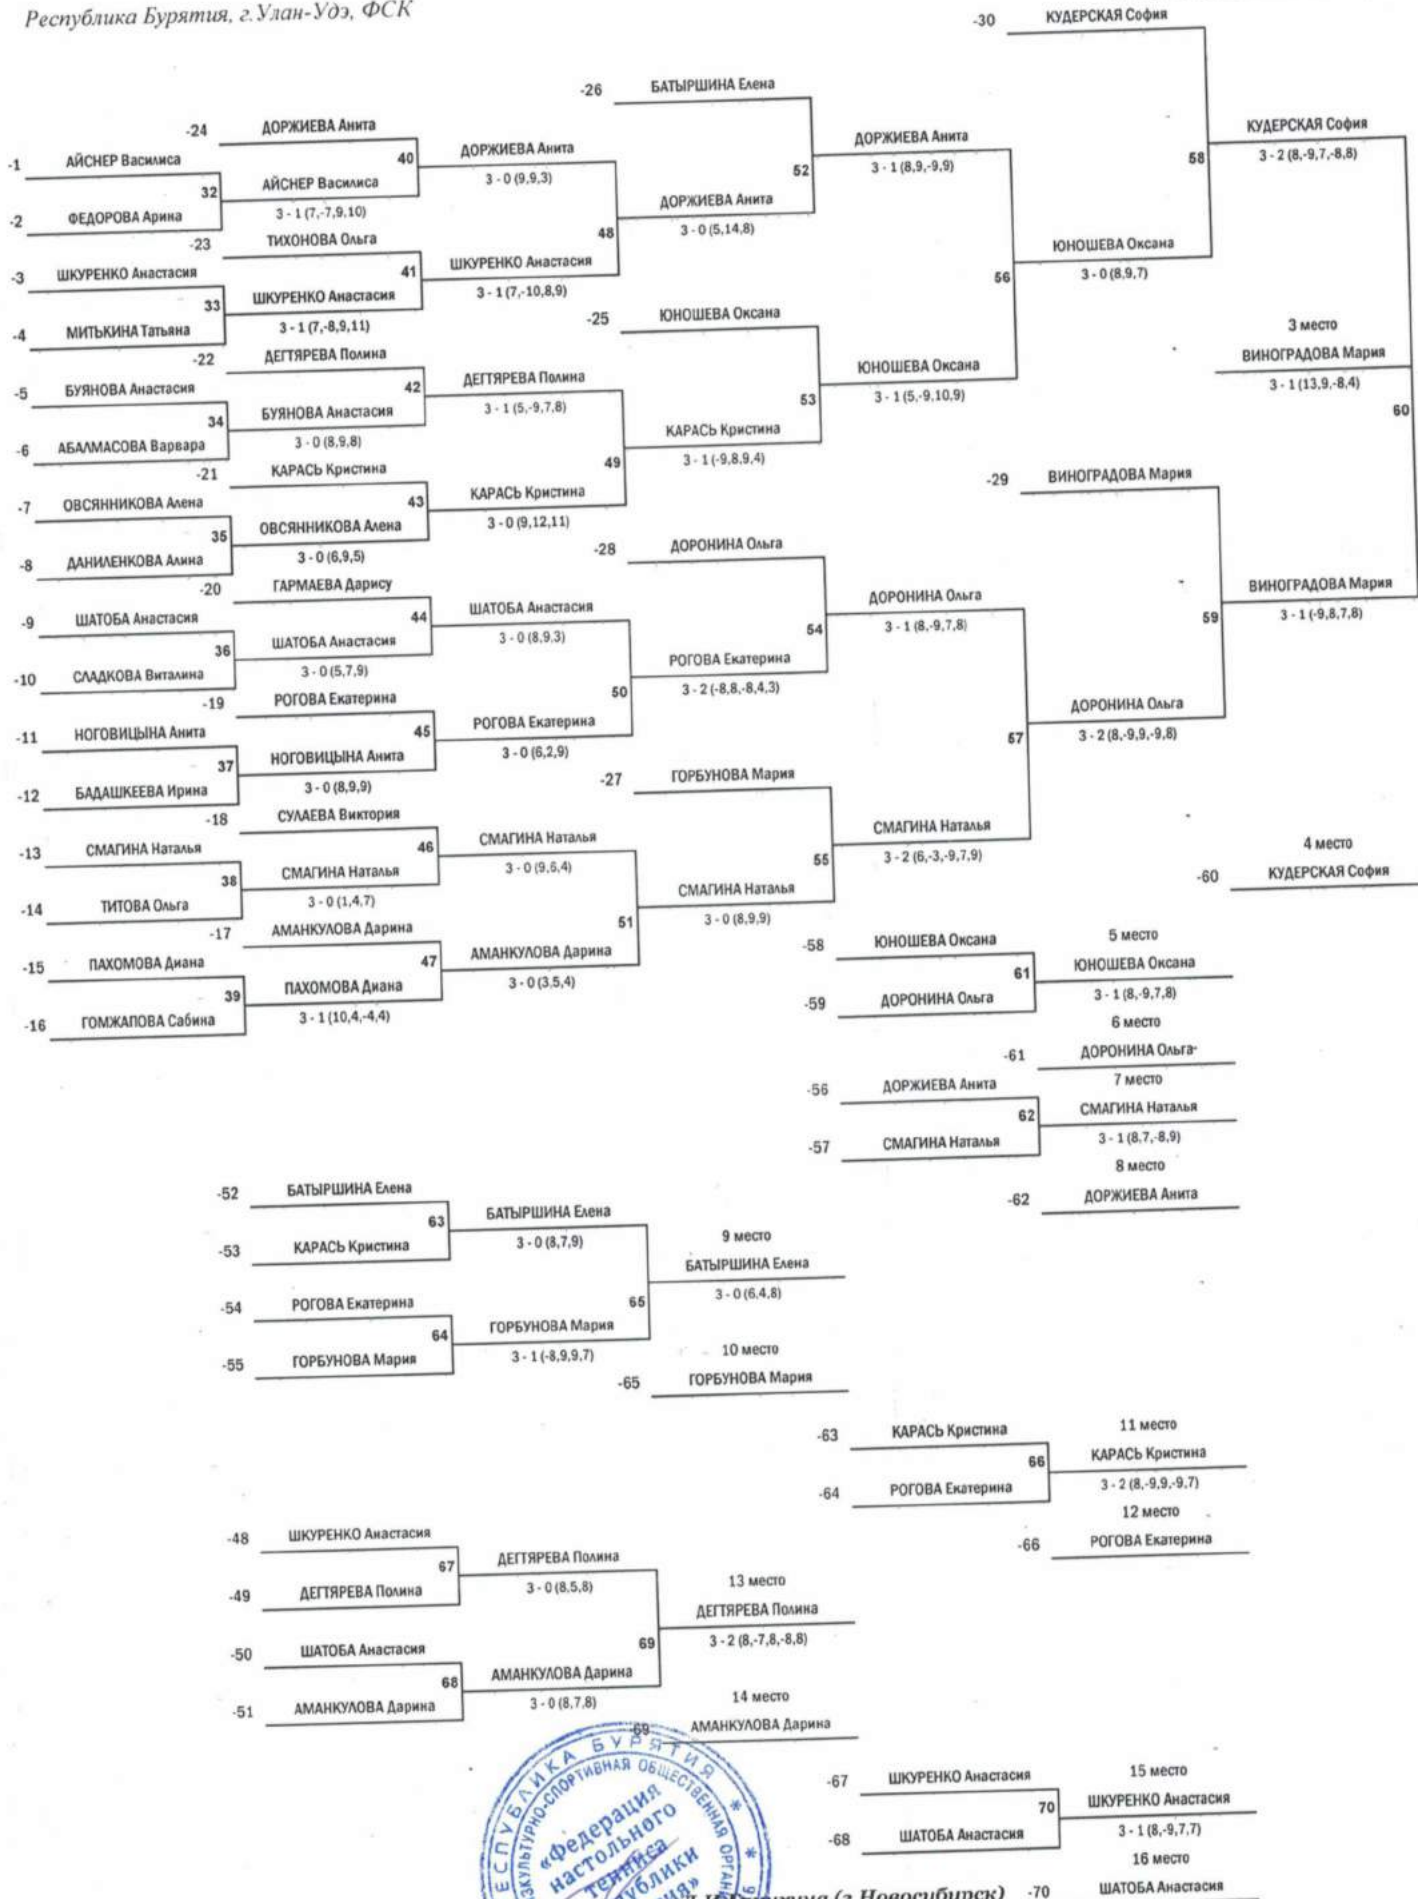 Республика Бурятия, г.Улан-Удэ, ФСК
-30 КУДЕРСКАЯ София
-26 БАТЫРШИНА Елена
-24 ДОРЖИЕВА Анита
КУДЕРСКАЯ София
58
3 - 2 (8,-9,7,-8,8)
ДОРЖИЕВА Анита
52
3 - 1 (8,9,-9,9)
40 ДОРЖИЕВА Анита
3 - 0 (9,9,3)
-1 АЙСНЕР Василиса
32 АЙСНЕР Василиса
3 - 1 (7,-7,9,10)
-2 ФЕДОРОВА Арина
ДОРЖИЕВА Анита
3 - 0 (5,14,8)
48
-23 ТИХОНОВА Ольга
41 ШКУРЕНКО Анастасия
3 - 1 (7,-10,8,9)
ЮНОШЕВА Оксана
3 - 0 (8,9,7)
56
-3 ШКУРЕНКО Анастасия
33 ШКУРЕНКО Анастасия
3 - 1 (7,-8,9,11)
-4 МИТЬКИНА Татьяна
-25 ЮНОШЕВА Оксана
3 место
ВИНОГРАДОВА Мария
3 - 1 (13,9,-8,4)
60
-22 ДЕГТЯРЕВА Полина
42 ДЕГТЯРЕВА Полина
3 - 1 (5,-9,7,8)
53 ЮНОШЕВА Оксана
3 - 1 (5,-9,10,9)
-5 БУЯНОВА Анастасия
34 БУЯНОВА Анастасия
3 - 0 (8,9,8)
-6 АБАЛМАСОВА Варвара
КАРАСЬ Кристина
3 - 1 (-9,8,9,4)
49
-21 КАРАСЬ Кристина
43 КАРАСЬ Кристина
3 - 0 (9,12,11)
-29 ВИНОГРАДОВА Мария
-7 ОВСЯННИКОВА Алена
35 ОВСЯННИКОВА Алена
3 - 0 (6,9,5)
-8 ДАНИЛЕНКОВА Алина
-28 ДОРОНИНА Ольга
-20 ГАРМАЕВА Дарису
44 ШАТОБА Анастасия
3 - 0 (8,9,3)
54 ДОРОНИНА Ольга
3 - 1 (8,-9,7,8)
59 ВИНОГРАДОВА Мария
3 - 1 (-9,8,7,8)
-9 ШАТОБА Анастасия
36 ШАТОБА Анастасия
3 - 0 (5,7,9)
-10 СЛАДКОВА Виталина
РОГОВА Екатерина
3 - 2 (-8,8,-8,4,3)
50
-19 РОГОВА Екатерина
45 РОГОВА Екатерина
3 - 0 (6,2,9)
57 ДОРОНИНА Ольга
3 - 2 (8,-9,9,-9,8)
-11 НОГОВИЦЫНА Анита
37 НОГОВИЦЫНА Анита
3 - 0 (8,9,9)
-12 БАДАШКЕЕВА Ирина
-27 ГОРБУНОВА Мария
-18 СУЛАЕВА Виктория
46 СМАГИНА Наталья
3 - 0 (9,6,4)
55 СМАГИНА Наталья
3 - 2 (6,-3,-9,7,9)
-13 СМАГИНА Наталья
38 СМАГИНА Наталья
3 - 0 (1,4,7)
-14 ТИТОВА Ольга
СМАГИНА Наталья
3 - 0 (8,9,9)
51
4 место
-60 КУДЕРСКАЯ София
-17 АМАНКУЛОВА Дарина
47 АМАНКУЛОВА Дарина
3 - 0 (3,5,4)
-15 ПАХОМОВА Диана
39 ПАХОМОВА Диана
3 - 1 (10,4,-4,4)
-16 ГОМЖАПОВА Сабина
-58 ЮНОШЕВА Оксана
5 место
61 ЮНОШЕВА Оксана
3 - 1 (8,-9,7,8)
-59 ДОРОНИНА Ольга
6 место
-61 ДОРОНИНА Ольга
-56 ДОРЖИЕВА Анита
7 место
62 СМАГИНА Наталья
3 - 1 (8,7,-8,9)
-57 СМАГИНА Наталья
8 место
-62 ДОРЖИЕВА Анита
-52 БАТЫРШИНА Елена
63 БАТЫРШИНА Елена
3 - 0 (8,7,9)
-53 КАРАСЬ Кристина
9 место
65 БАТЫРШИНА Елена
3 - 0 (6,4,8)
-54 РОГОВА Екатерина
64 ГОРБУНОВА Мария
3 - 1 (-8,9,9,7)
-55 ГОРБУНОВА Мария
10 место
-65 ГОРБУНОВА Мария
-63 КАРАСЬ Кристина
11 место
66 КАРАСЬ Кристина
3 - 2 (8,-9,9,-9,7)
-64 РОГОВА Екатерина
12 место
-66 РОГОВА Екатерина
-48 ШКУРЕНКО Анастасия
67 ДЕГТЯРЕВА Полина
3 - 0 (8,5,8)
-49 ДЕГТЯРЕВА Полина
13 место
69 ДЕГТЯРЕВА Полина
3 - 2 (8,-7,8,-8,8)
-50 ШАТОБА Анастасия
68 АМАНКУЛОВА Дарина
3 - 0 (8,7,8)
-51 АМАНКУЛОВА Дарина
14 место
-69 АМАНКУЛОВА Дарина
-67 ШКУРЕНКО Анастасия
15 место
70 ШКУРЕНКО Анастасия
3 - 1 (8,-9,7,7)
-68 ШАТОБА Анастасия
16 место
-70 ШАТОБА Анастасия
БУРЯТИЯ
«Федерация
настольного
тенниса
(г.Новосибирск)